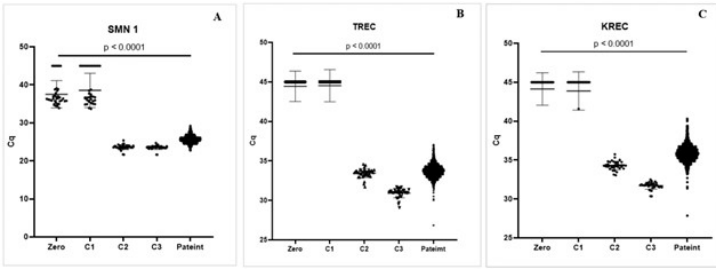 A
SMN 1
p < 0.0001
50
40
30
20
10
0
Cq
Zero C1 C2 C3 Pateint
B
TREC
p < 0.0001
50
45
40
35
30
25
Cq
Zero C1 C2 C3 Pateimt
C
KREC
p < 0.0001
50
45
40
35
30
25
Cq
Zero C1 C2 C3 Pateint